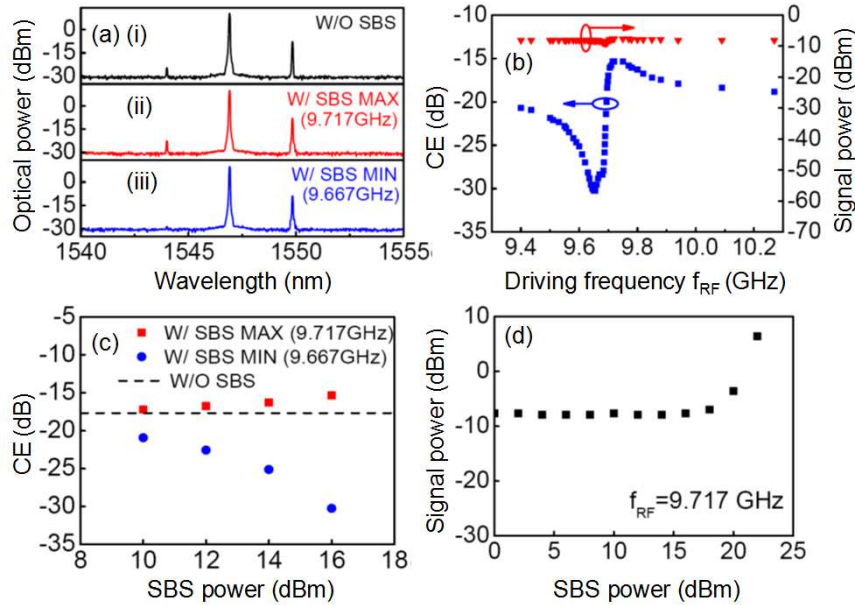 (a) (i)
W/O SBS
0
-15
-30
(ii)
W/ SBS MAX
(9.717GHz)
0
-15
-30
(iii)
W/ SBS MIN
(9.667GHz)
0
-15
-30
Optical power (dBm)
1540 1545 1550 1555
Wavelength (nm)
(b)
-10
-15
-20
-25
-30
-35
CE
(dB)
0
-10
-20
-30
-40
-50
-60
-70
Signal power (dBm)
9.4 9.6 9.8 10.0 10.2
Driving frequency fRF (GHz)
(c)
W/ SBS MAX (9.717GHz)
W/ SBS MIN (9.667GHz)
W/O SBS
-5
-10
-15
-20
-25
-30
-35
CE
(dB)
8 10 12 14 16 18
SBS power (dBm)
(d)
10
0
-10
-20
-30
Signal power (dBm)
fRF=9.717 GHz
0 5 10 15 20 25
SBS power (dBm)